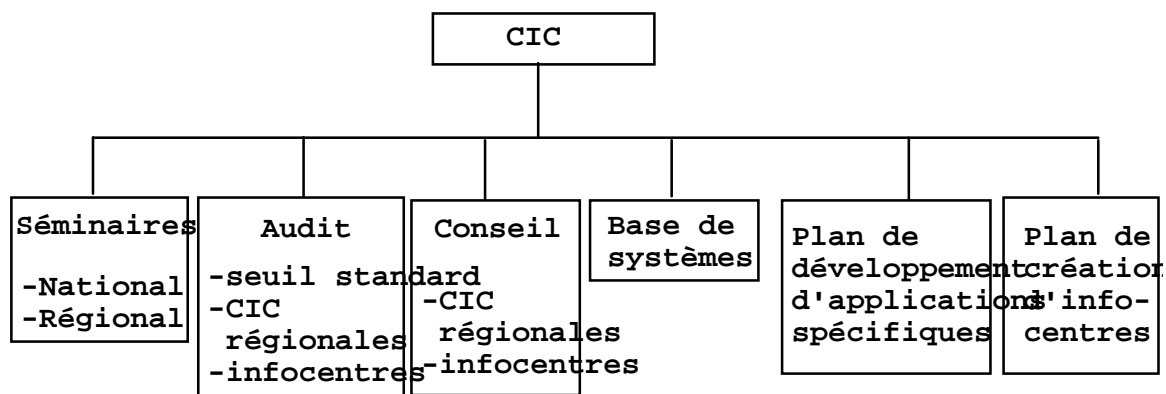 CIC
Séminaires
-National
-Régional
Audit
-seuil standard
-CIC
régionales
-infocentres
Conseil
-CIC
régionales
-infocentres
Base de
systèmes
Plan de
développement
d'applications
spécifiques
Plan de
création
d'info-
centres